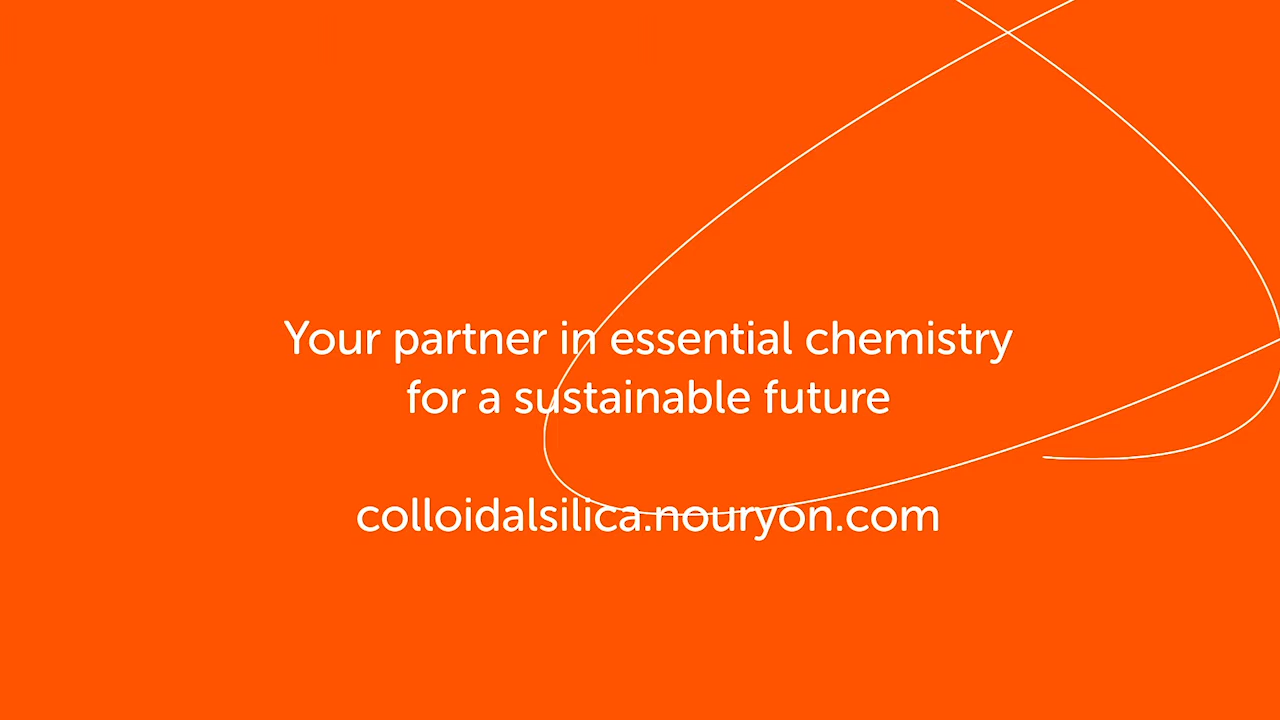 Your partner in essential chemistry
for a sustainable future
colloidalsilica.nouryon.com